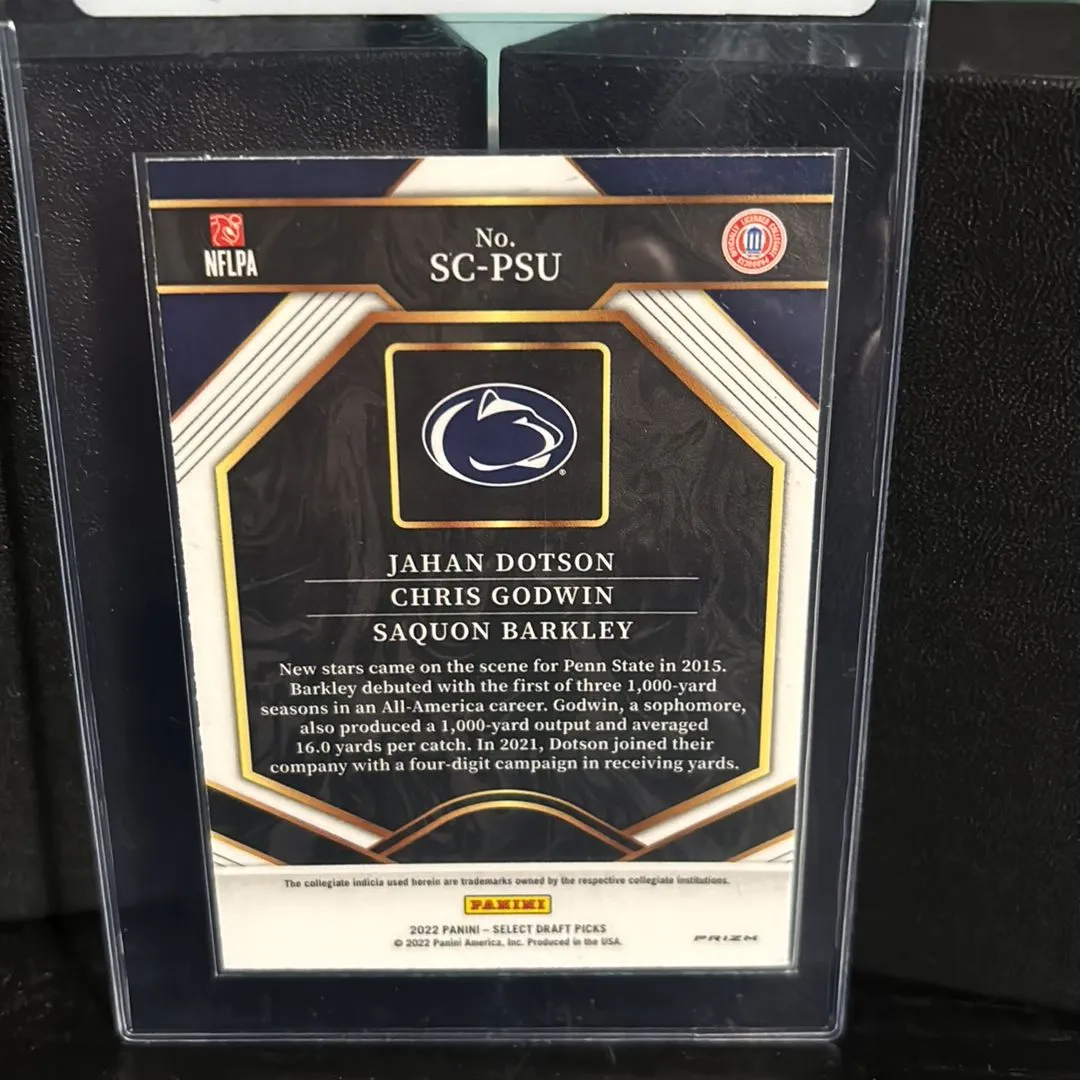 No.
SC-PSU
NFLPA
OFFICIALLY LICENSED COLLEGIATE PRODUCTS
JAHAN DOTSON
CHRIS GODWIN
SAQUON BARKLEY
New stars came on the scene for Penn State in 2015.
Barkley debuted with the first of three 1,000-yard
seasons in an All-America career. Godwin, a sophomore,
also produced a 1,000-yard output and averaged
16.0 yards per catch. In 2021, Dotson joined their
company with a four-digit campaign in receiving yards.
The collegiate indicia used herein are trademarks owned by the respective collegiate institutions.
PANINI
2022 PANINI – SELECT DRAFT PICKS
© 2022 Panini America, Inc. Produced in the USA.
PRIZM